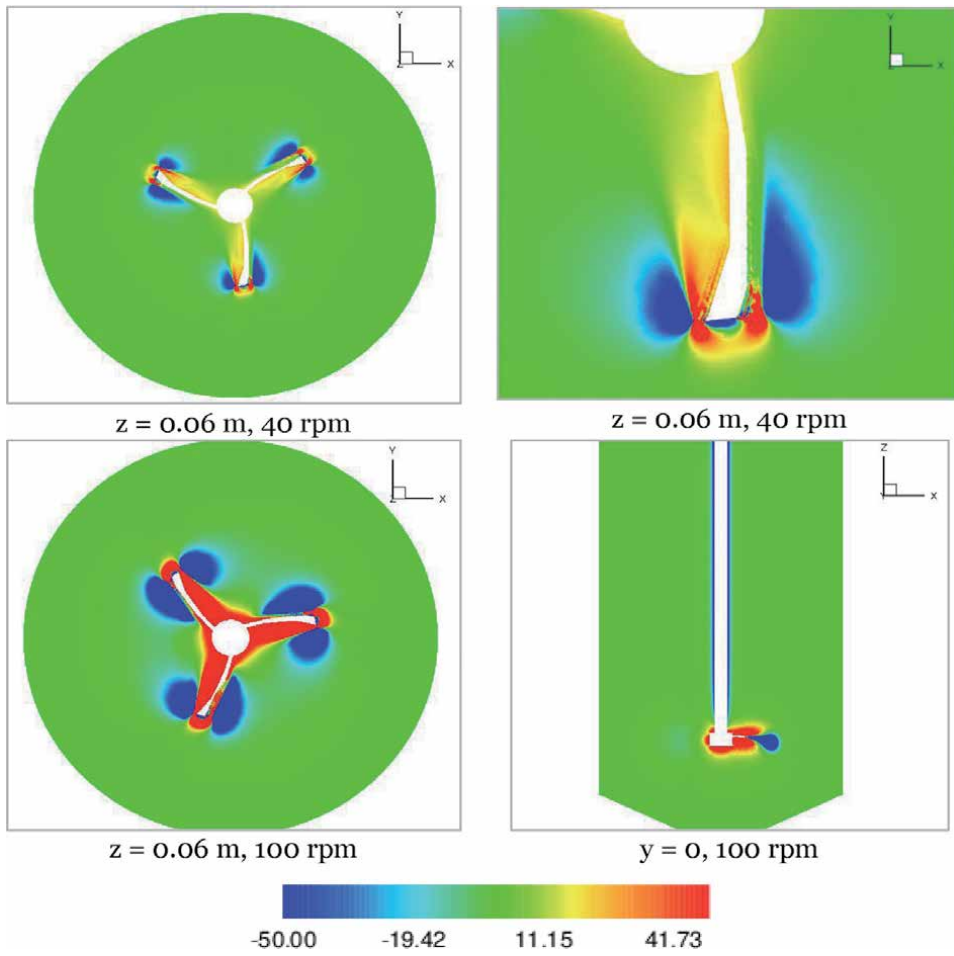 Y
Z X
Y
Z X
z = 0.06 m, 40 rpm
z = 0.06 m, 40 rpm
Y
Z X
Z
Y X
z = 0.06 m, 100 rpm
y = 0, 100 rpm
-50.00 -19.42 11.15 41.73